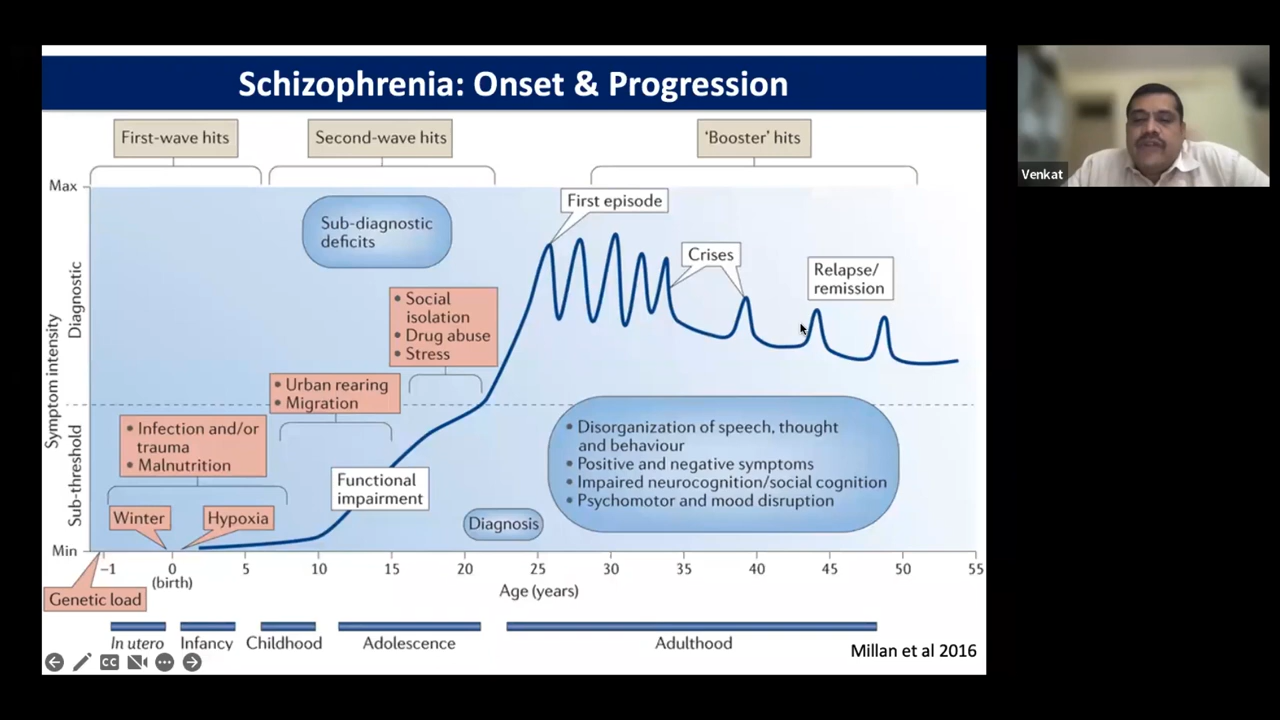 Schizophrenia: Onset & Progression
First-wave hits
Second-wave hits
'Booster' hits
Max
Symptom intensity
Diagnostic
Sub-threshold
Min
Sub-diagnostic
deficits
First episode
Crises
Relapse/
remission
• Social
isolation
• Drug abuse
• Stress
• Urban rearing
• Migration
• Infection and/or
trauma
• Malnutrition
Functional
impairment
Winter
Hypoxia
Diagnosis
• Disorganization of speech, thought
and behaviour
• Positive and negative symptoms
• Impaired neurocognition/social cognition
• Psychomotor and mood disruption
−1 0 5 10 15 20 25 30 35 40 45 50 55
(birth)
Age (years)
Genetic load
In utero
Infancy
Childhood
Adolescence
Adulthood
Millan et al 2016
CC
Venkat